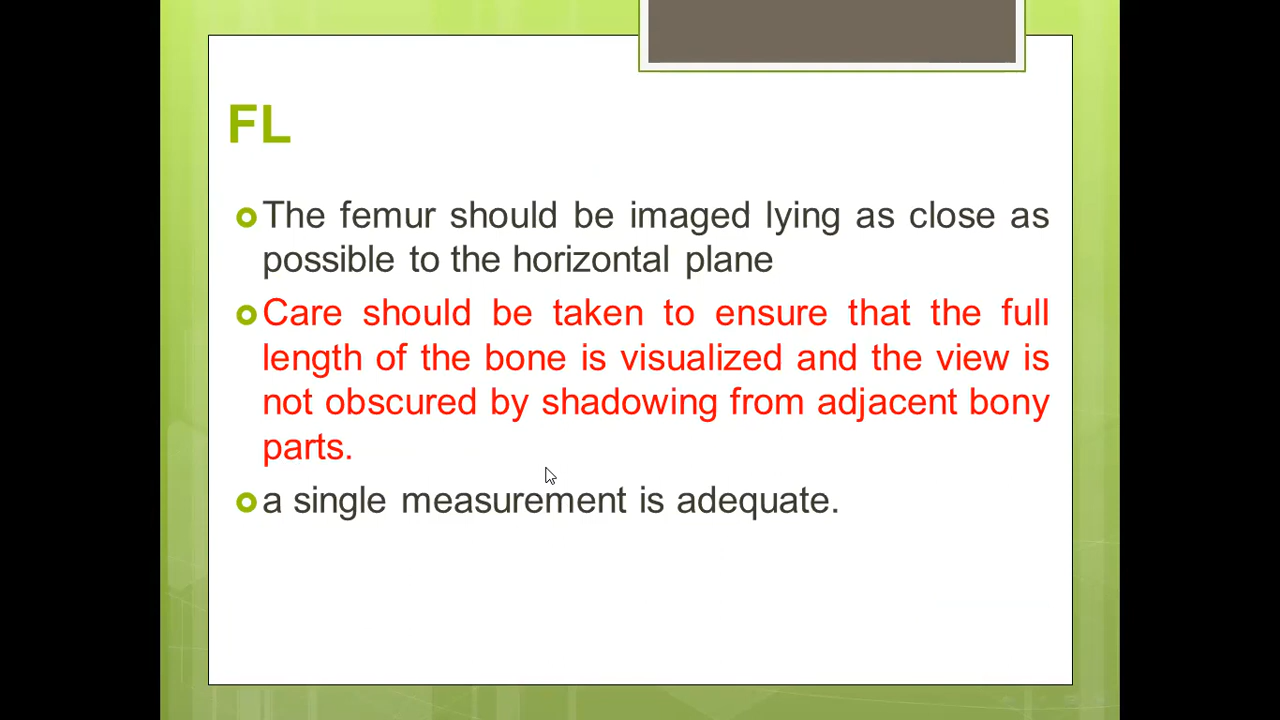 FL
The femur should be imaged lying as close as
possible to the horizontal plane
Care should be taken to ensure that the full
length of the bone is visualized and the view is
not obscured by shadowing from adjacent bony
parts.
a single measurement is adequate.